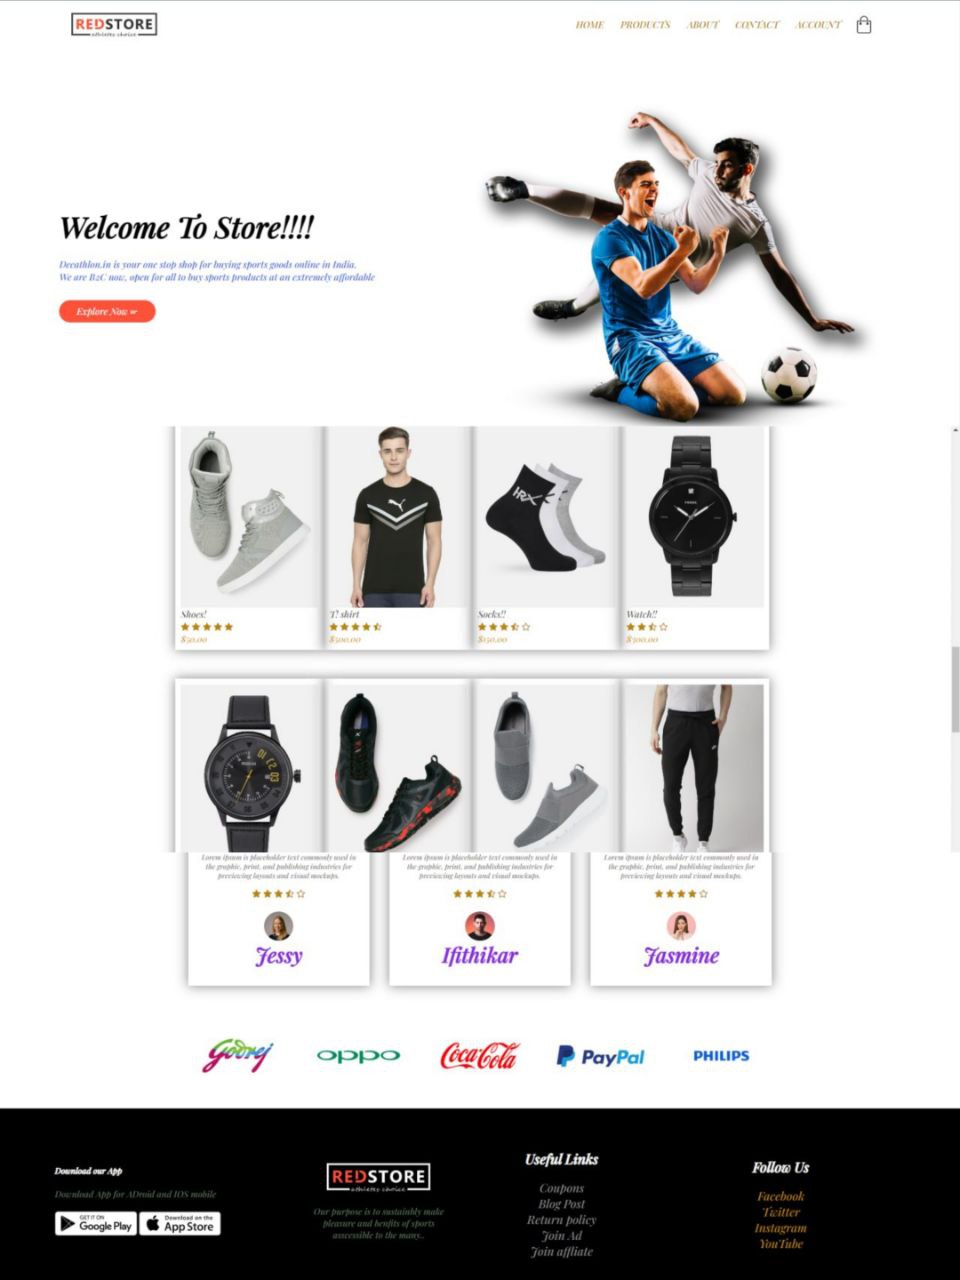 REDSTORE
athletes choice
HOME PRODUCTS ABOUT CONTACT ACCOUNT
Welcome To Store!!!!
Decathlon.in is your one stop shop for buying sports goods online in India.
We are B2C now, open for all to buy sports products at an extremely affordable
Explore Now
HRX
FOSSIL
Shoes!
$50.00
T! shirt
$500.00
Socks!!
$150.00
Watch!!
$500.00
Lorem Ipsum is placeholder text commonly used in
the graphic, print, and publishing industries for
previewing layouts and visual mockups.
Jessy
Lorem Ipsum is placeholder text commonly used in
the graphic, print, and publishing industries for
previewing layouts and visual mockups.
Ifithikar
Lorem Ipsum is placeholder text commonly used in
the graphic, print, and publishing industries for
previewing layouts and visual mockups.
Jasmine
Godrej
oppo
Coca-Cola
PayPal
PHILIPS
Download our App
Download App for ADroid and IOS mobile
GET IT ON
Google Play
Download on the
App Store
REDSTORE
athletes choice
Our purpose is to sustainbly make
pleasure and benfits of sports
asscessible to the many..
Useful Links
Coupons
Blog Post
Return policy
Join Ad
Join affliate
Follow Us
Facebook
Twitter
Instagram
YouTube